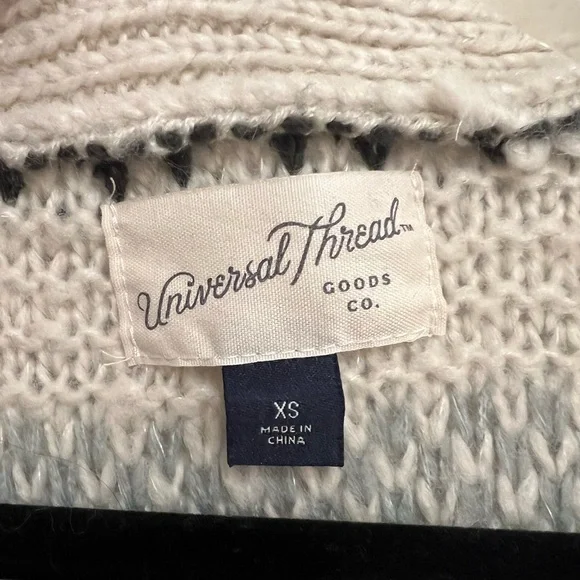 Universal Thread™
GOODS
CO.
XS
MADE IN
CHINA